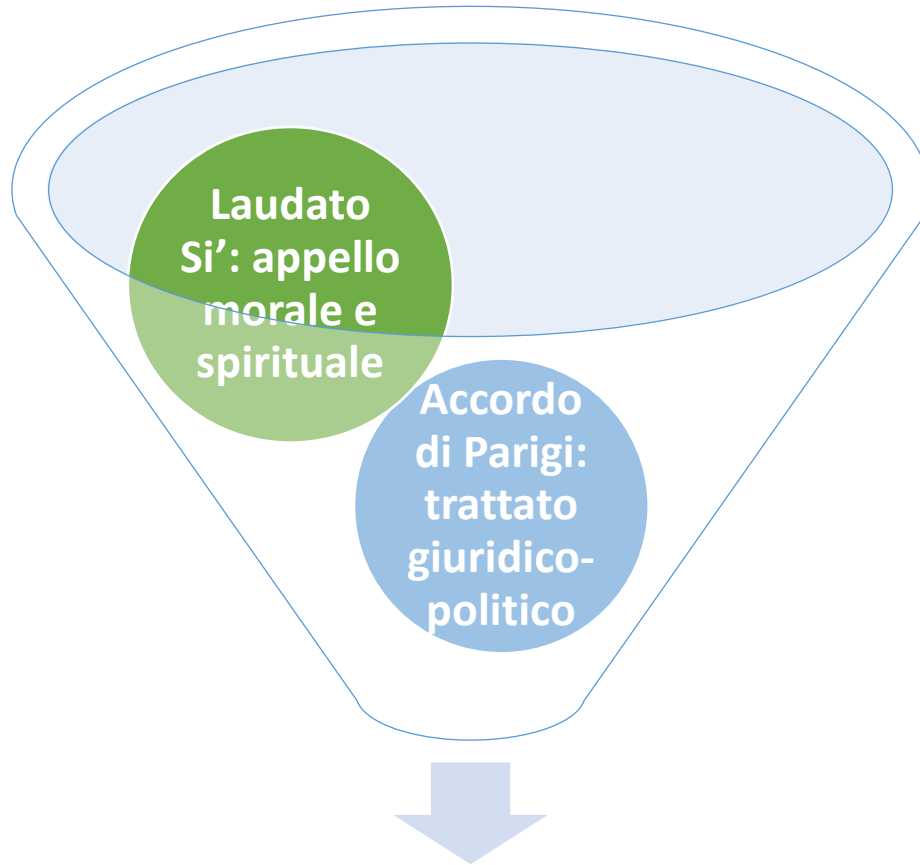 Laudato
Si’: appello
morale e
spirituale
Accordo
di Parigi:
trattato
giuridico-
politico